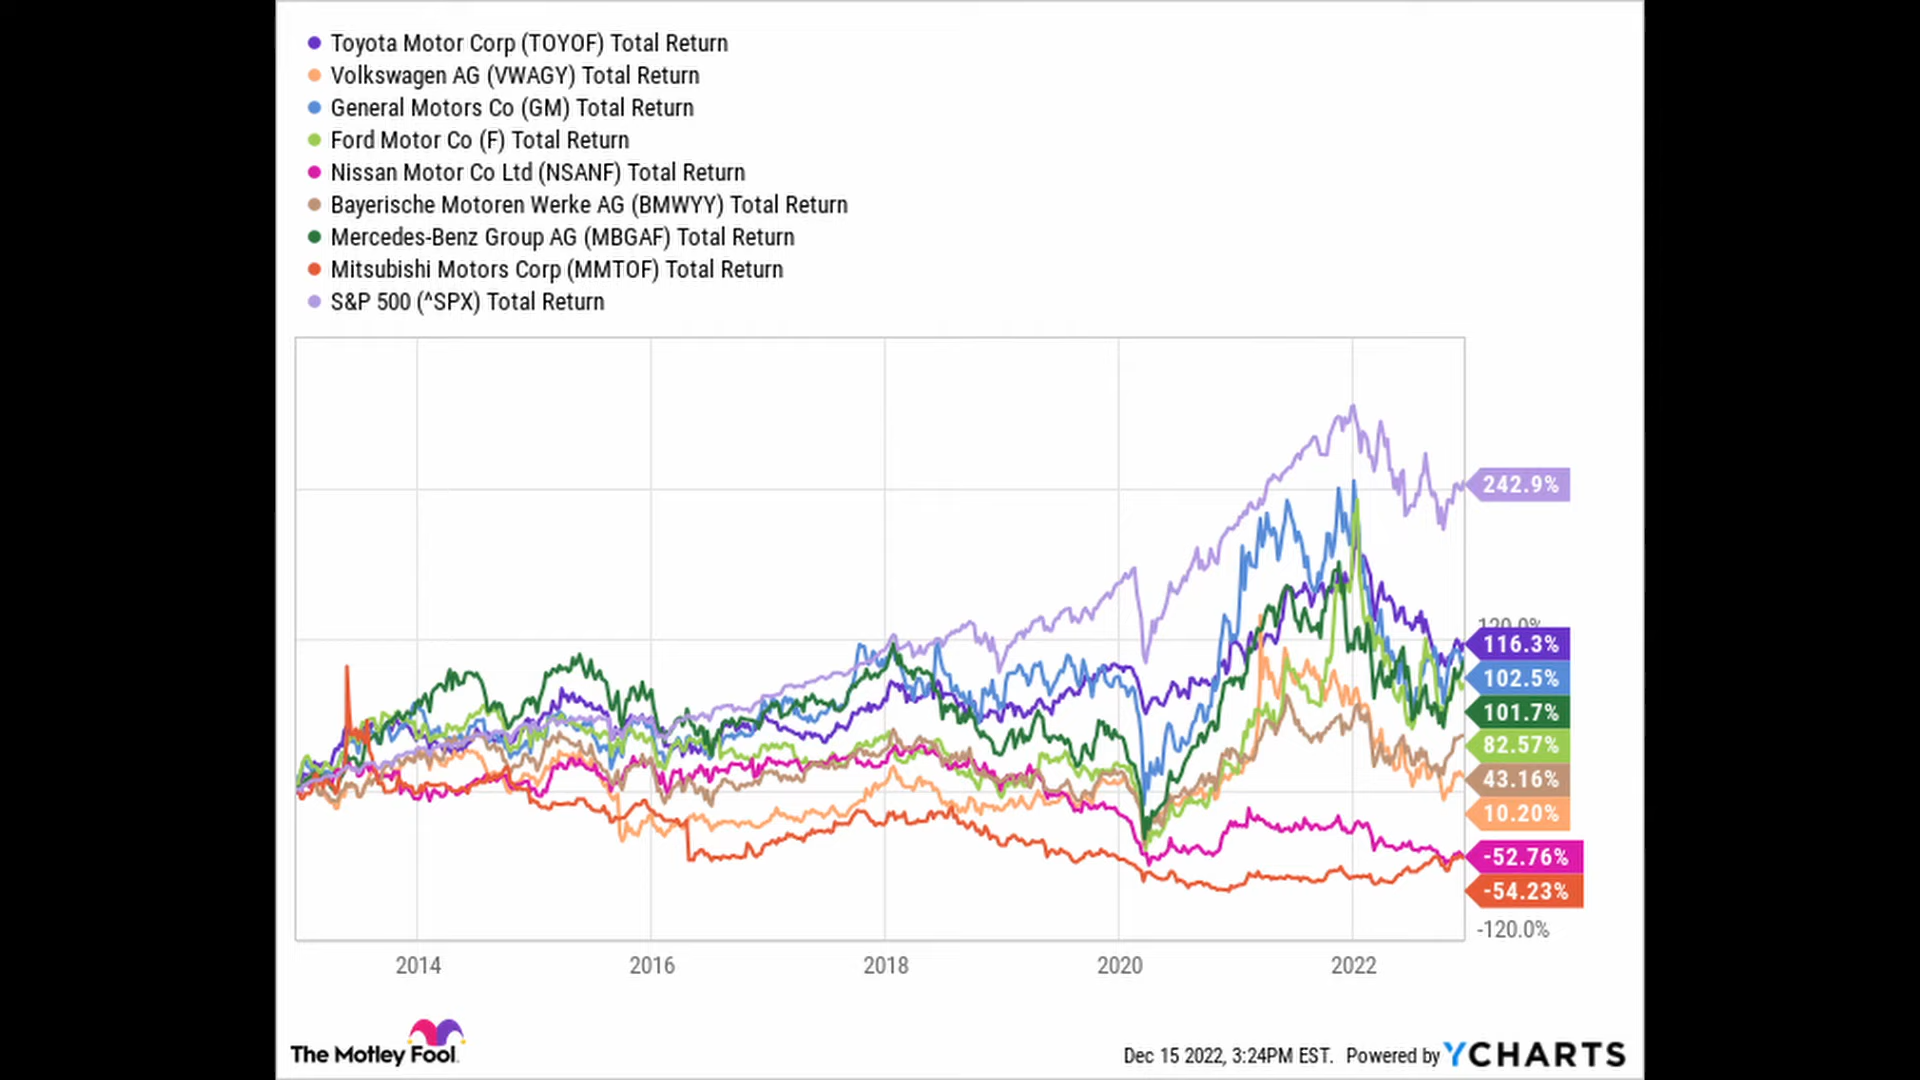 Toyota Motor Corp (TOYOF) Total Return
Volkswagen AG (VWAGY) Total Return
General Motors Co (GM) Total Return
Ford Motor Co (F) Total Return
Nissan Motor Co Ltd (NSANF) Total Return
Bayerische Motoren Werke AG (BMWYY) Total Return
Mercedes-Benz Group AG (MBGAF) Total Return
Mitsubishi Motors Corp (MMTOF) Total Return
S&P 500 (^SPX) Total Return
242.9%
120.0%
116.3%
102.5%
101.7%
82.57%
43.16%
10.20%
-52.76%
-54.23%
-120.0%
2014 2016 2018 2020 2022
The Motley Fool
Dec 15 2022, 3:24PM EST. Powered by YCHARTS